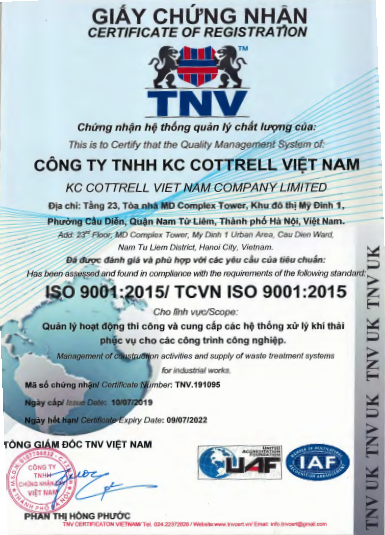 GIẤY CHỨNG NHẬN
CERTIFICATE OF REGISTRATION
TM
TNV
Chứng nhận hệ thống quản lý chất lượng của:
This is to Certify that the Quality Management System of:
CÔNG TY TNHH KC COTTRELL VIỆT NAM
KC COTTRELL VIET NAM COMPANY LIMITED
Địa chỉ: Tầng 23, Tòa nhà MD Complex Tower, Khu đô thị Mỹ Đình 1,
Phường Cầu Diễn, Quận Nam Từ Liêm, Thành phố Hà Nội, Việt Nam.
Add: 23rd Floor, MD Complex Tower, My Dinh 1 Urban Area, Cau Dien Ward,
Nam Tu Liem District, Hanoi City, Vietnam.
Đã được đánh giá và phù hợp với các yêu cầu của tiêu chuẩn:
Has been assessed and found in compliance with the requirements of the following standard:
ISO 9001:2015/ TCVN ISO 9001:2015
Cho lĩnh vực/Scope:
Quản lý hoạt động thi công và cung cấp các hệ thống xử lý khí thải
phục vụ cho các công trình công nghiệp.
Management of construction activities and supply of waste treatment systems
for industrial works.
Mã số chứng nhận/ Certificate Number: TNV.191095
Ngày cấp/ Issue Date: 10/07/2019
Ngày hết hạn/ Certificate Expiry Date: 09/07/2022
TỔNG GIÁM ĐỐC TNV VIỆT NAM
CÔNG TY
TNHH
CHỨNG NHẬN
VIỆT NAM
THÀNH PHỐ HÀ NỘI
PHAN THỊ HỒNG PHƯỚC
UAF
UNITED
ACCREDITATION
FOUNDATION
IAF
TNV UK TNV UK TNV UK TNV UK
TNV CERTIFICATON VIETNAM/ Tel. 024.22372826 / Website:www.tnvcert.vn/ Email: info.tnvcert@gmail.com